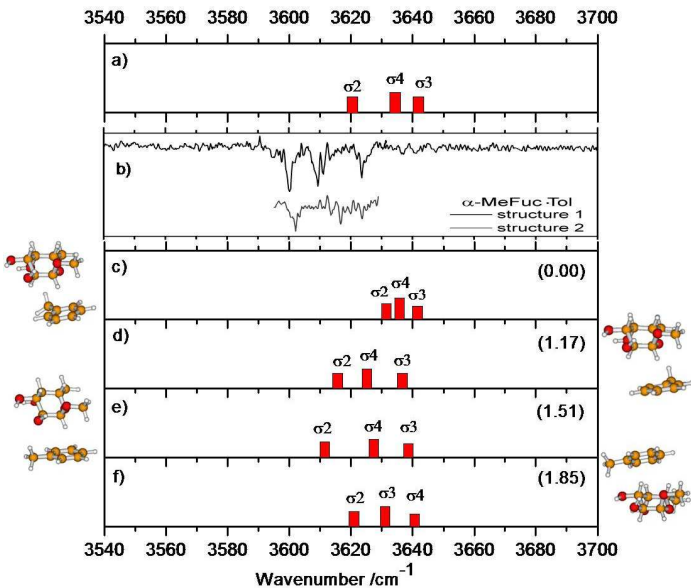 3540 3560 3580 3600 3620 3640 3660 3680 3700
a)
σ2 σ4 σ3
b)
α-MeFuc·Tol
structure 1
structure 2
c)
(0.00)
σ2 σ4 σ3
d)
(1.17)
σ2 σ4 σ3
e)
(1.51)
σ2 σ4 σ3
f)
(1.85)
σ2 σ3 σ4
3540 3560 3580 3600 3620 3640 3660 3680 3700
Wavenumber /cm⁻¹